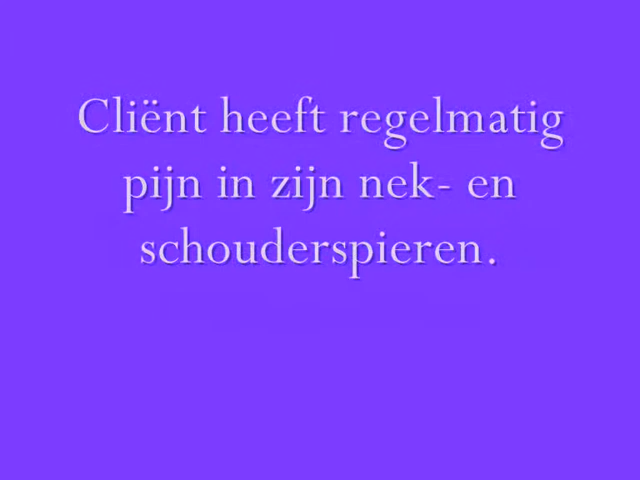 Cliënt heeft regelmatig
pijn in zijn nek- en
schouderspieren.